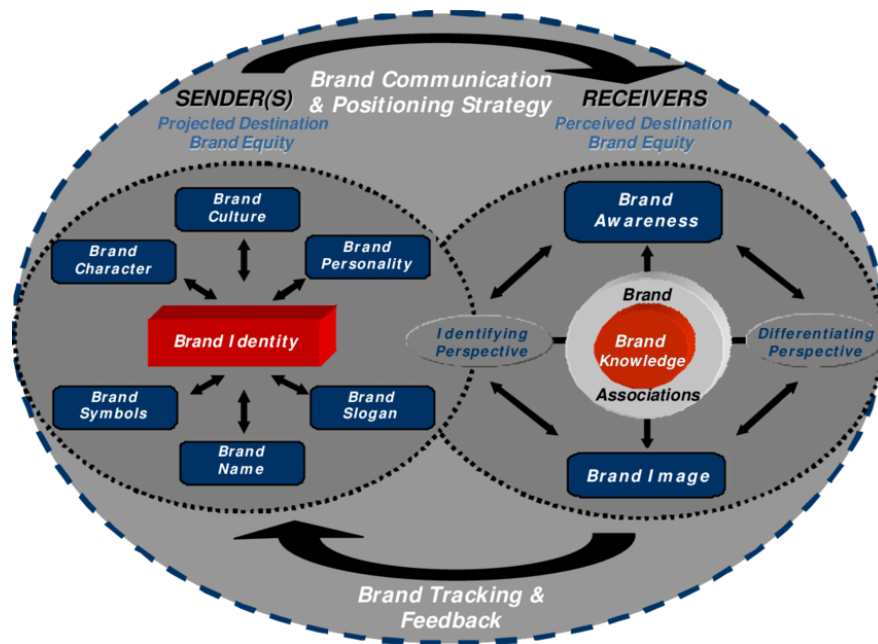 Brand Communication
& Positioning Strategy
SENDER(S)
Projected Destination
Brand Equity
RECEIVERS
Perceived Destination
Brand Equity
Brand
Culture
Brand
Character
Brand
Personality
Brand Identity
Brand
Symbols
Brand
Slogan
Brand
Name
Brand
Awareness
Identifying
Perspective
Brand
Brand
Knowledge
Associations
Differentiating
Perspective
Brand Image
Brand Tracking &
Feedback